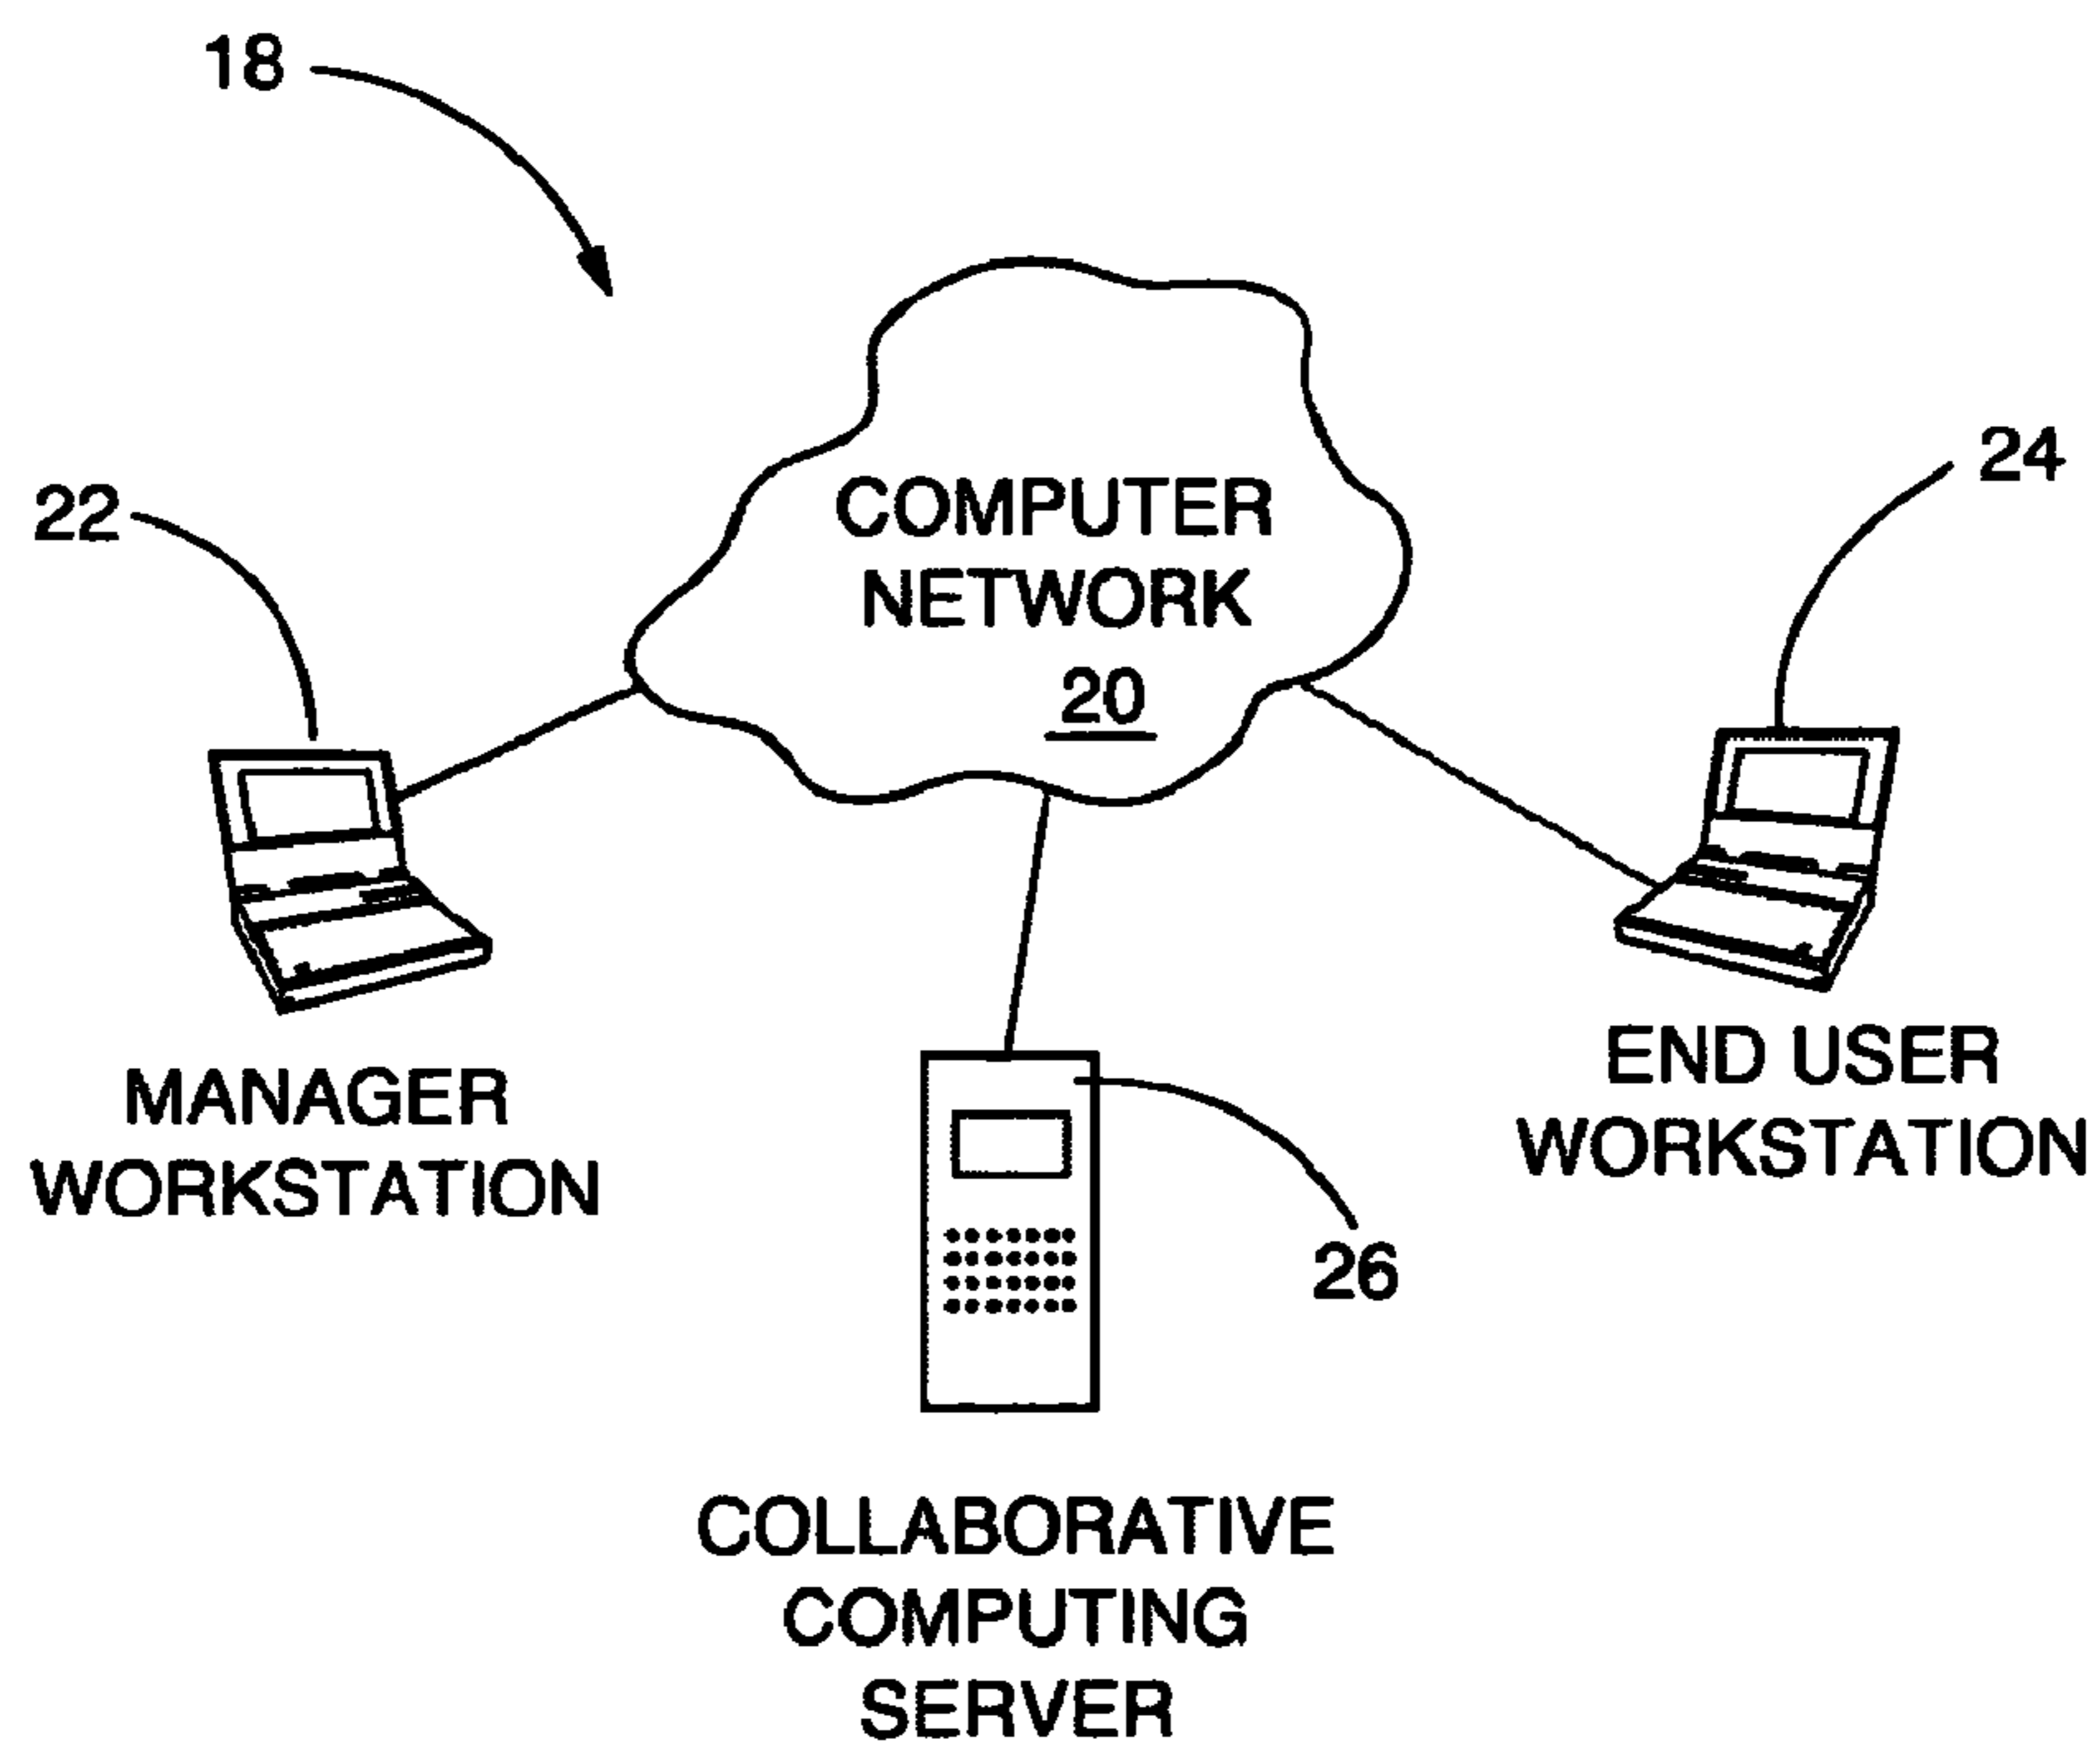 18
COMPUTER
NETWORK
20
22
24
MANAGER
WORKSTATION
END USER
WORKSTATION
26
COLLABORATIVE
COMPUTING
SERVER